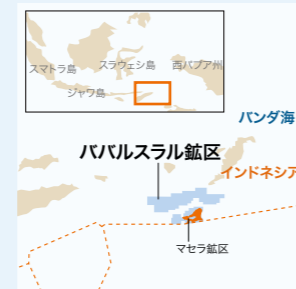 スマトラ島
スラウェシ島
西パプア州
ジャワ島
バンダ海
ババルスラル鉱区
インドネシア
マセラ鉱区